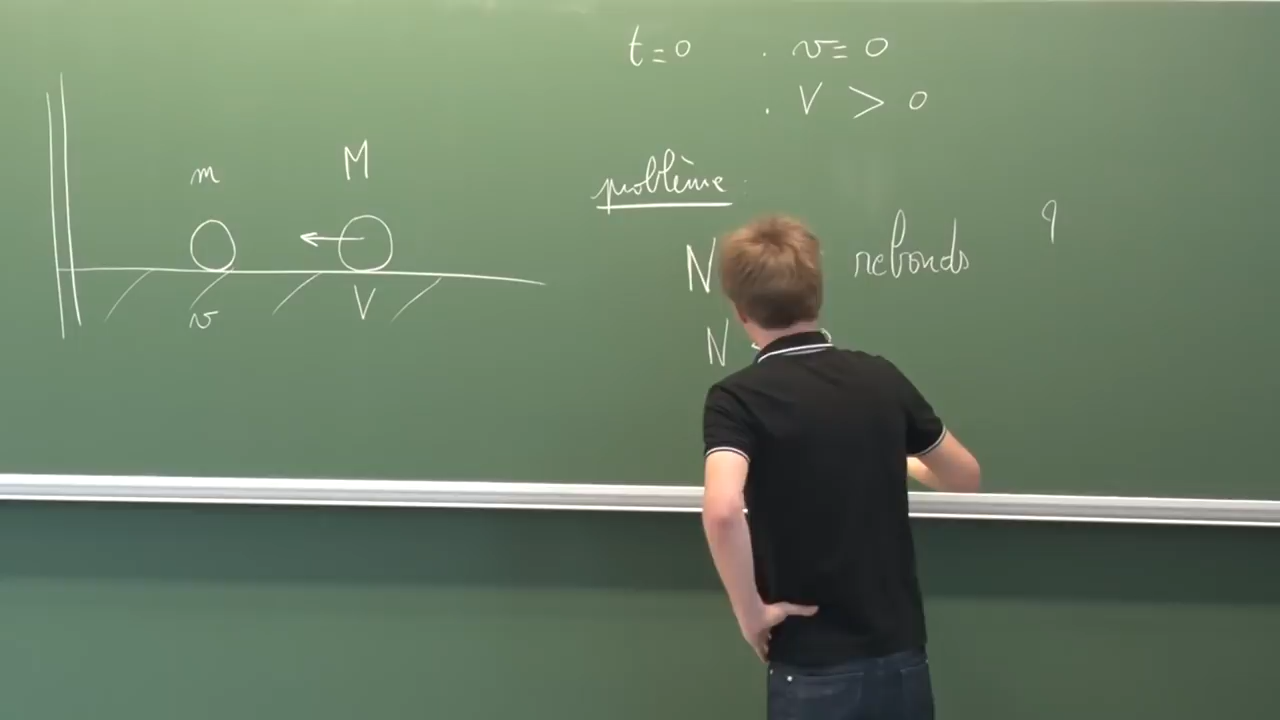 t=0 . v=0
. V > 0
m M
v V
problème :
N rebonds ?
N